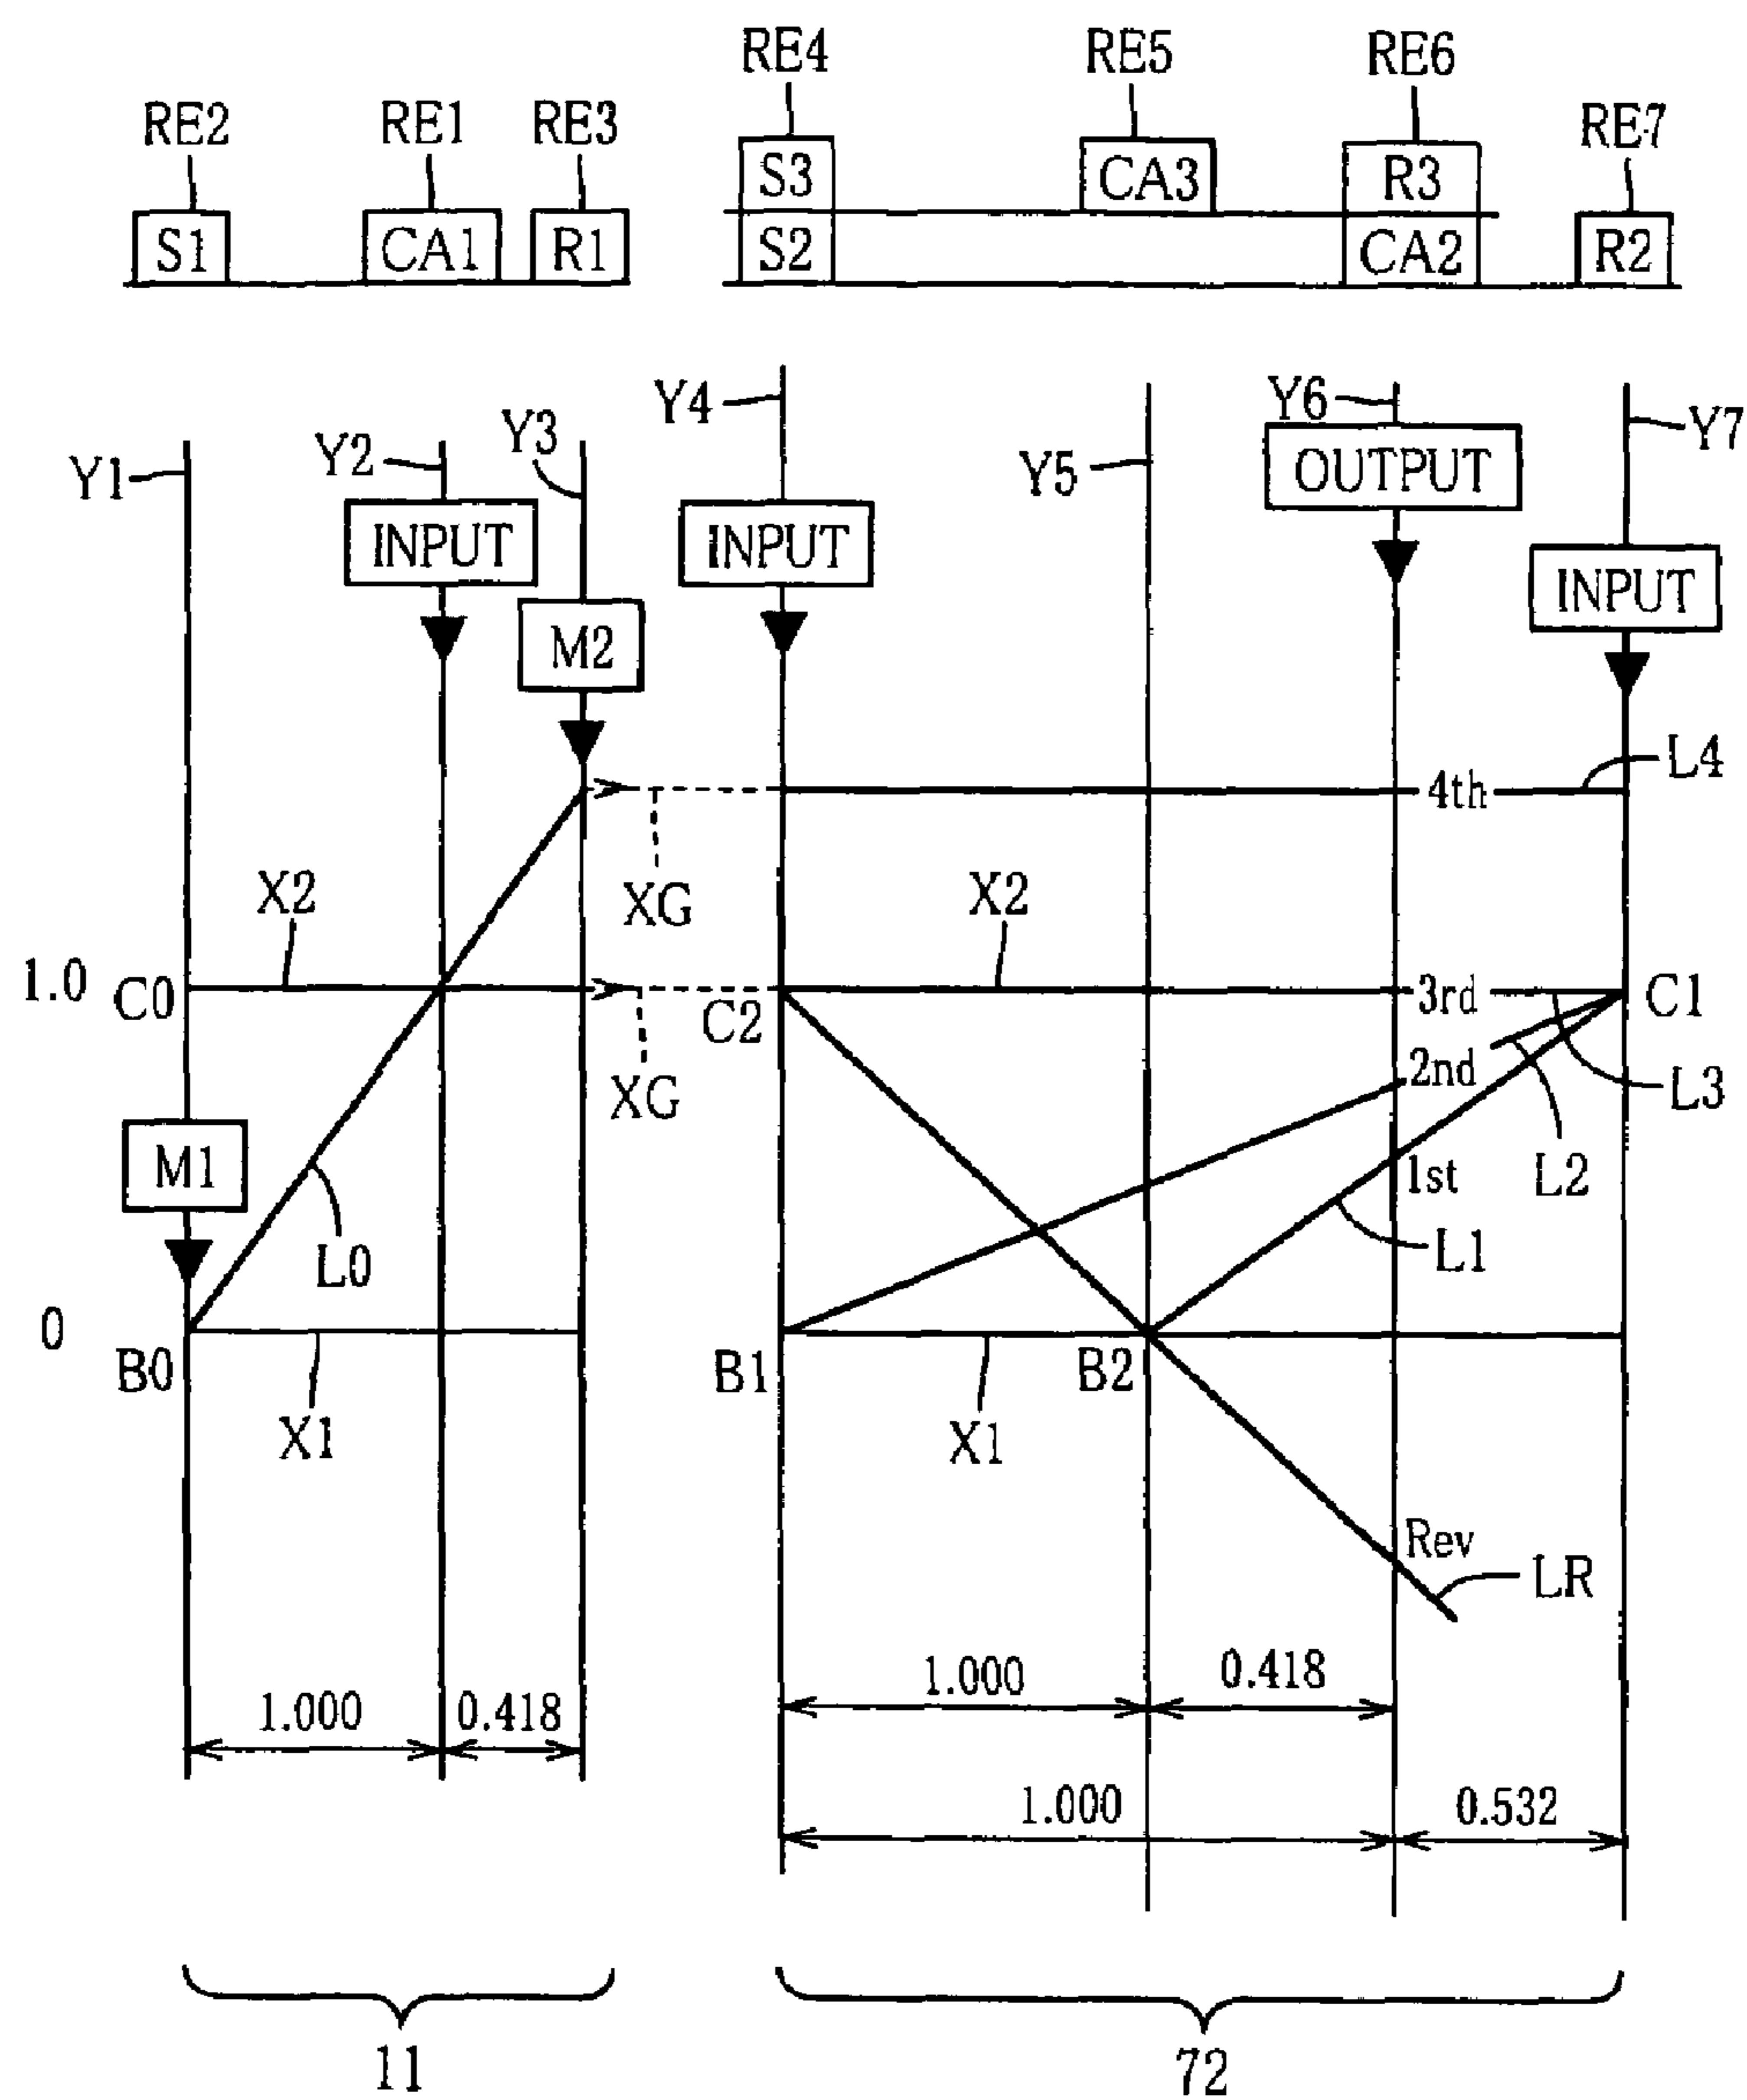 RE4 RE5 RE6
RE2 RE1 RE3 RE7
S3 CA3 R3
S1 CA1 R1 S2 CA2 R2
Y4 Y6 Y7
Y1 Y2 Y3 Y5
OUTPUT
INPUT INPUT INPUT
M2
L4
4th
X2 XG X2
1.0 C0 C2 3rd C1
XG 2nd L3
M1 1st L2
L0 L1
0
B0 B1 B2
X1 X1
Rev
LR
1.000 0.418
1.000 0.418
1.000 0.532
11 72